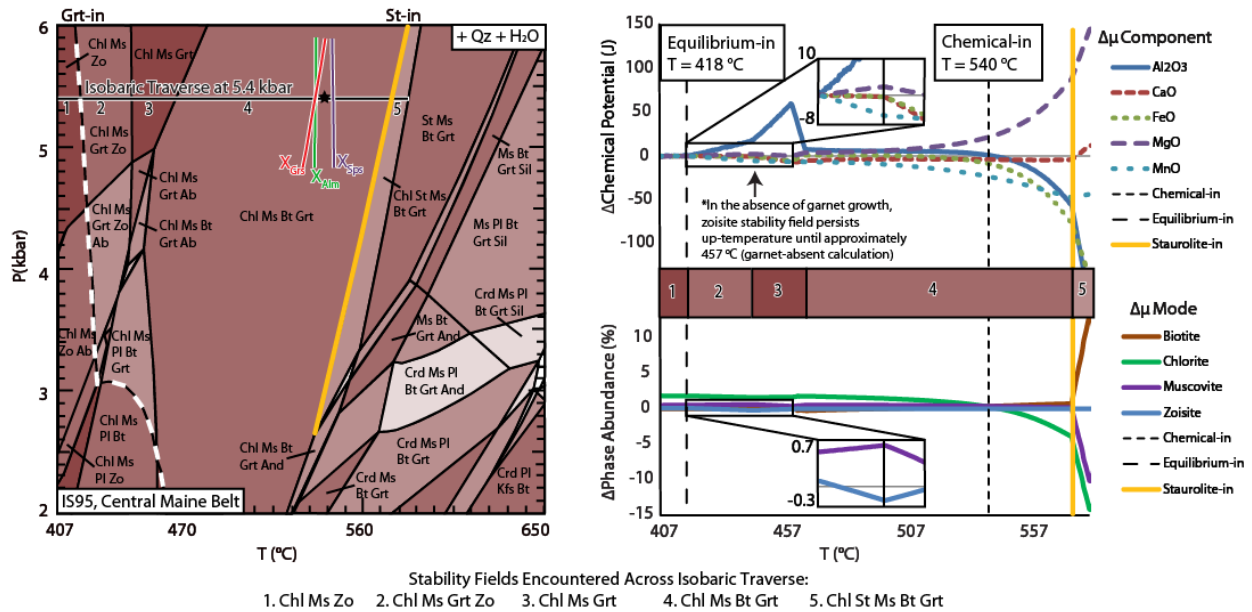 Grt-in
St-in
6
5
4
3
2
P(kbar)
Chl Ms
Zo
Chl Ms Grt
+ Qz + H₂O
Isobaric Traverse at 5.4 kbar
1
2
3
4
5
Chl Ms
Grt Zo
St Ms
Bt Grt
Ms Bt
Grt Sil
XGrs
XAlm
XSps
Chl Ms
Grt Ab
Chl Ms
Grt Zo
Ab
Chl Ms Bt
Grt Ab
Chl Ms Bt Grt
Chl St Ms
Bt Grt
Ms Pl Bt
Grt Sil
Crd Ms Pl
Bt Grt Sil
Chl Ms
Zo Ab
Chl Ms
Pl Bt
Grt
Ms Bt
Grt And
Crd Ms Pl
Bt Grt And
Chl Ms
Pl Bt
Chl Ms
Pl Zo
Chl Ms Bt
Grt And
Crd Ms Pl
Bt Grt
Crd Ms
Bt Grt
Crd Pl
Kfs Bt
IS95, Central Maine Belt
407
470
560
650
T (ºC)
150
100
50
0
-50
-100
ΔChemical Potential (J)
Equilibrium-in
T = 418 ºC
Chemical-in
T = 540 ºC
10
-8
*In the absence of garnet growth,
zoisite stability field persists
up-temperature until approximately
457 ºC (garnet-absent calculation)
Δμ Component
Al2O3
CaO
FeO
MgO
MnO
Chemical-in
Equilibrium-in
Staurolite-in
1
2
3
4
5
10
5
0
-5
-10
-15
ΔPhase Abundance (%)
0.7
-0.3
407
457
507
557
T (ºC)
Δμ Mode
Biotite
Chlorite
Muscovite
Zoisite
Chemical-in
Equilibrium-in
Staurolite-in
Stability Fields Encountered Across Isobaric Traverse:
1. Chl Ms Zo 2. Chl Ms Grt Zo 3. Chl Ms Grt 4. Chl Ms Bt Grt 5. Chl St Ms Bt Grt